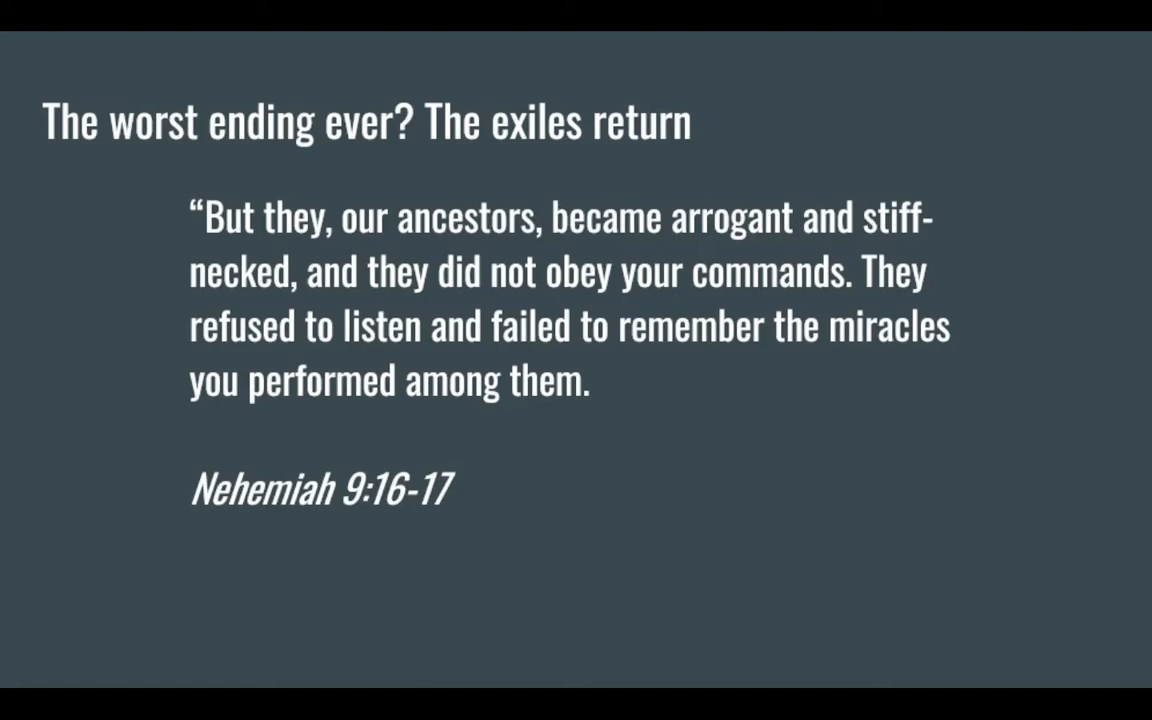 The worst ending ever? The exiles return
“But they, our ancestors, became arrogant and stiff-
necked, and they did not obey your commands. They
refused to listen and failed to remember the miracles
you performed among them.
Nehemiah 9:16-17